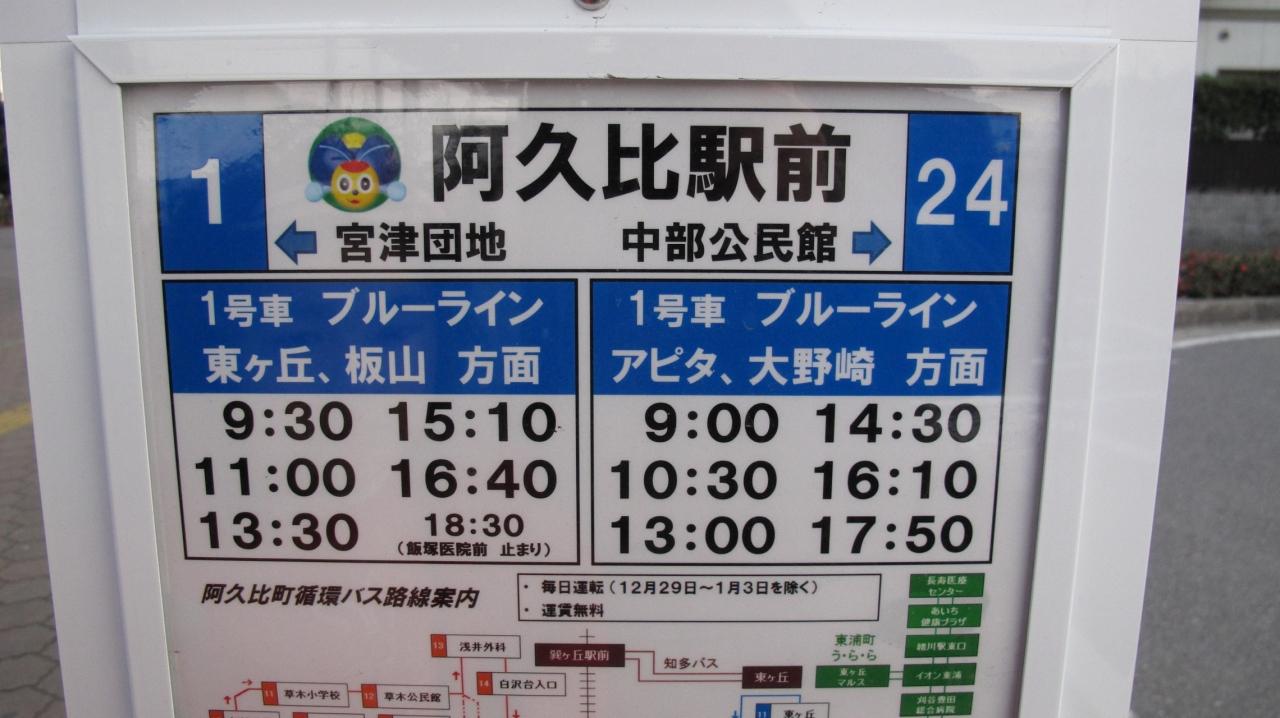 1
阿久比駅前
24
宮津団地
中部公民館
1号車 ブルーライン
東ヶ丘、板山 方面
9:30 15:10
11:00 16:40
13:30 18:30
(飯塚医院前 止まり)
1号車 ブルーライン
アピタ、大野崎 方面
9:00 14:30
10:30 16:10
13:00 17:50
阿久比町循環バス路線案内
・ 毎日運転(12月29日～1月3日を除く)
・ 運賃無料
長寿医療
センター
あいち
健康プラザ
緒川駅東口
イオン東浦
刈谷豊田
総合病院
東浦町
う・ら・ら
東ヶ丘
マルス
13 浅井外科
巽ヶ丘駅前
知多バス
東ヶ丘
14 白沢台入口
11 草木小学校
12 草木公民館
11 東ヶ丘